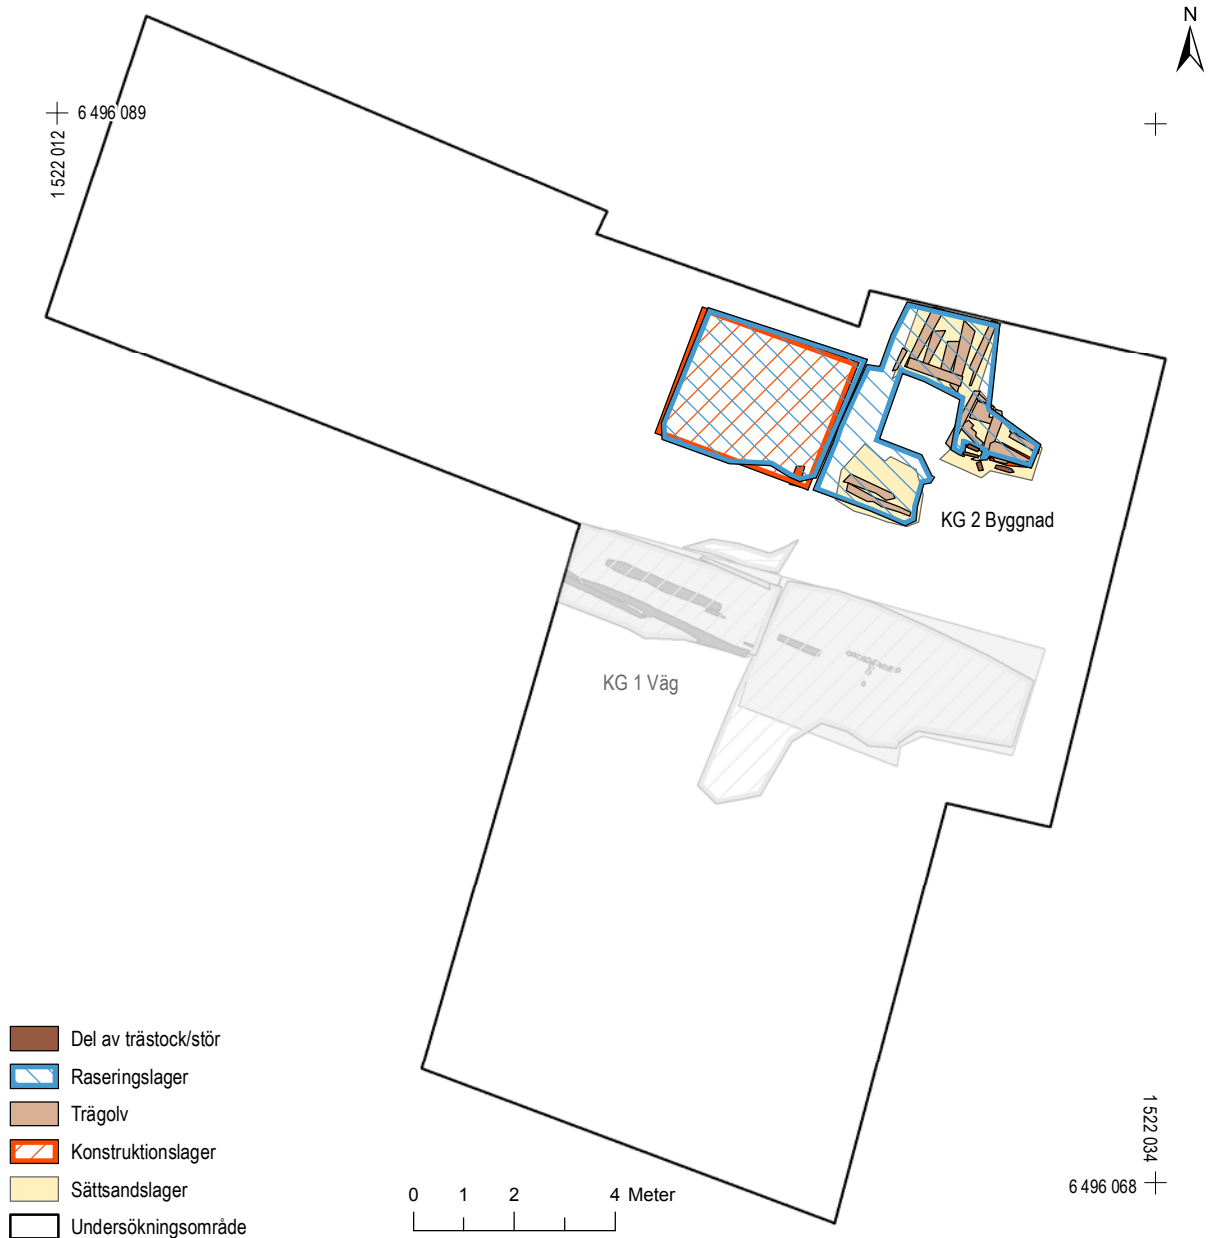 N
6 496 089
1 522 012
KG 2 Byggnad
KG 1 Väg
Del av trästock/stör
Raseringslager
Trägolv
Konstruktionslager
Sättsandslager
Undersökningsområde
0 1 2 4 Meter
1 522 034
6 496 068